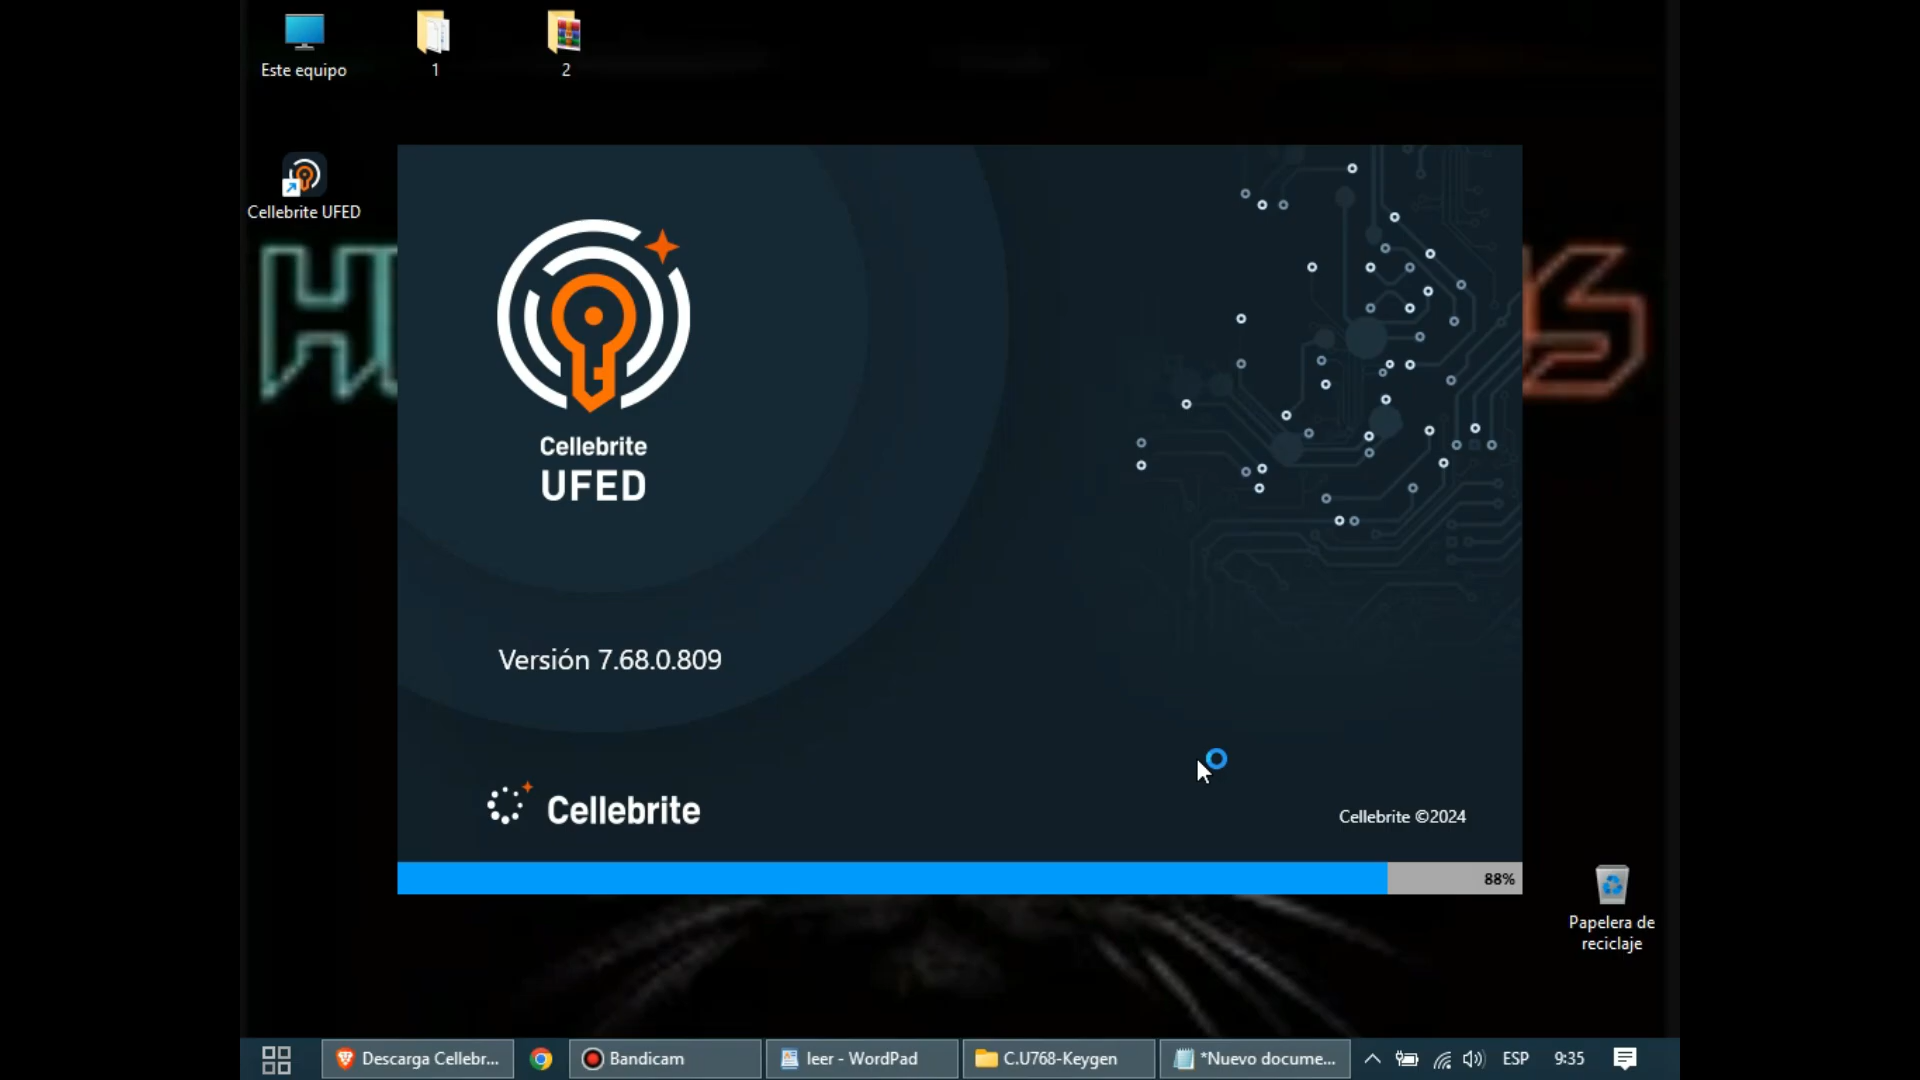 Este equipo
1
2
Cellebrite UFED
Cellebrite
UFED
Versión 7.68.0.809
Cellebrite
Cellebrite ©2024
88%
Papelera de
reciclaje
Descarga Cellebr...
Bandicam
leer - WordPad
C.U768-Keygen
*Nuevo docume...
ESP
9:35